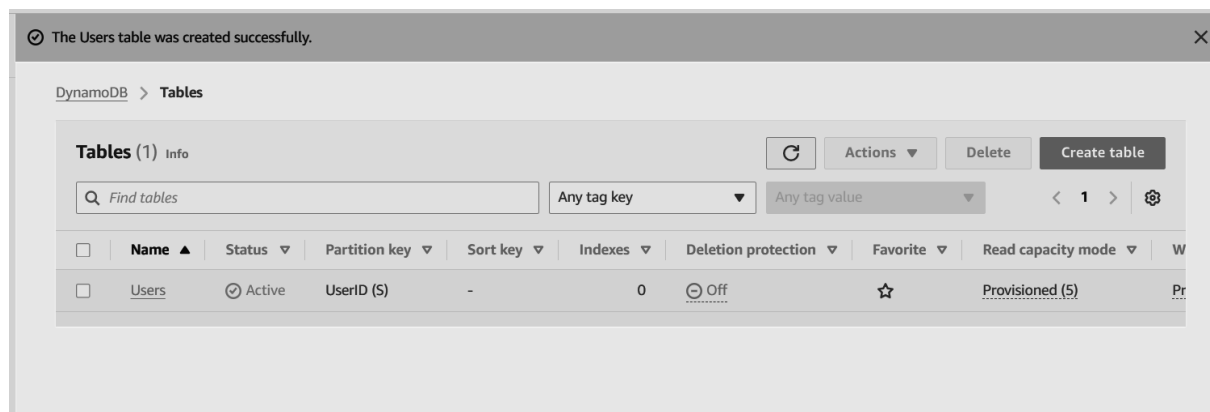 The Users table was created successfully.
DynamoDB > Tables
Tables (1) Info
Actions
Delete
Create table
Find tables
Any tag key
Any tag value
< 1 >
Name Status Partition key Sort key Indexes Deletion protection Favorite Read capacity mode W
Users Active UserID (S) - 0 Off Provisioned (5) Pr